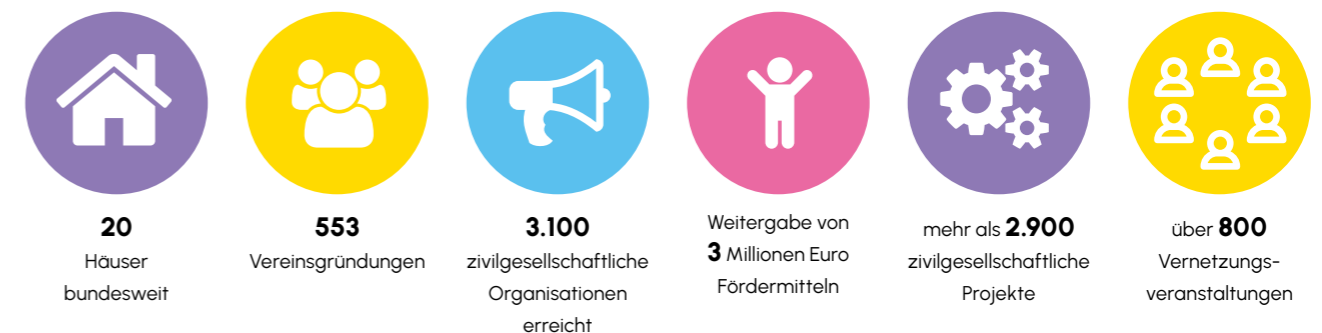 20
Häuser
bundesweit
553
Vereinsgründungen
3.100
zivilgesellschaftliche
Organisationen
erreicht
Weitergabe von
3 Millionen Euro
Fördermitteln
mehr als 2.900
zivilgesellschaftliche
Projekte
über 800
Vernetzungs-
veranstaltungen